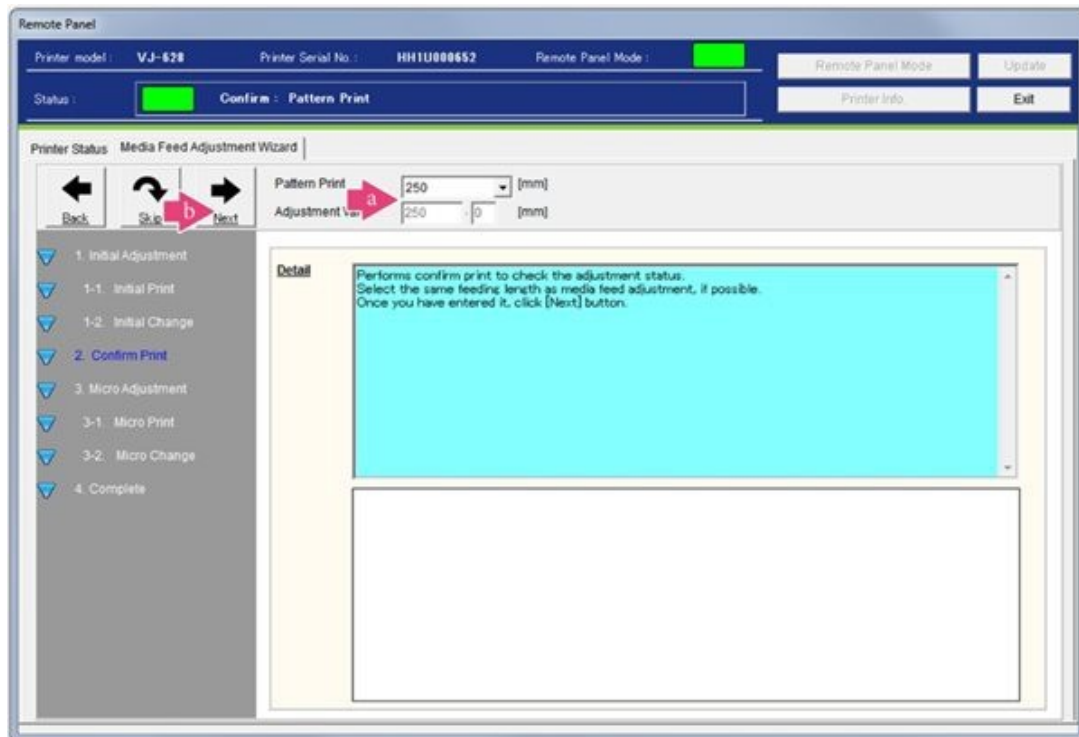 Remote Panel
Printer model : VJ-628 Printer Serial No. : HH1U000652 Remote Panel Mode :
Remote Panel Mode Update
Status : Confirm : Pattern Print
Printer Info. Exit
Printer Status Media Feed Adjustment Wizard
Back Skip b Next
Pattern Print 250 [mm]
a
Adjustment 250 - 0 [mm]
1. Initial Adjustment
1-1. Initial Print
1-2. Initial Change
2. Confirm Print
3. Micro Adjustment
3-1. Micro Print
3-2. Micro Change
4. Complete
Detail
Performs confirm print to check the adjustment status.
Select the same feeding length as media feed adjustment, if possible.
Once you have entered it, click [Next] button.